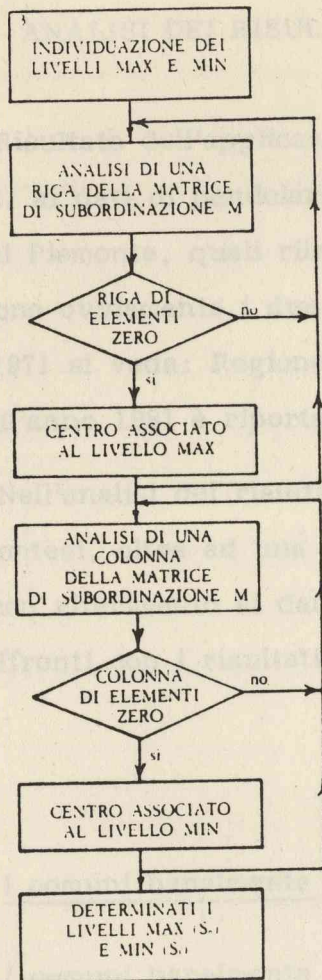 INDIVIDUAZIONE DEI
LIVELLI MAX E MIN
ANALISI DI UNA
RIGA DELLA MATRICE
DI SUBORDINAZIONE M
RIGA DI
ELEMENTI
ZERO
no
si
CENTRO ASSOCIATO
AL LIVELLO MAX
ANALISI DI UNA
COLONNA
DELLA MATRICE
DI SUBORDINAZIONE M
COLONNA
DI ELEMENTI
ZERO
no
si
CENTRO ASSOCIATO
AL LIVELLO MIN
DETERMINATI I
LIVELLI MAX
E MIN